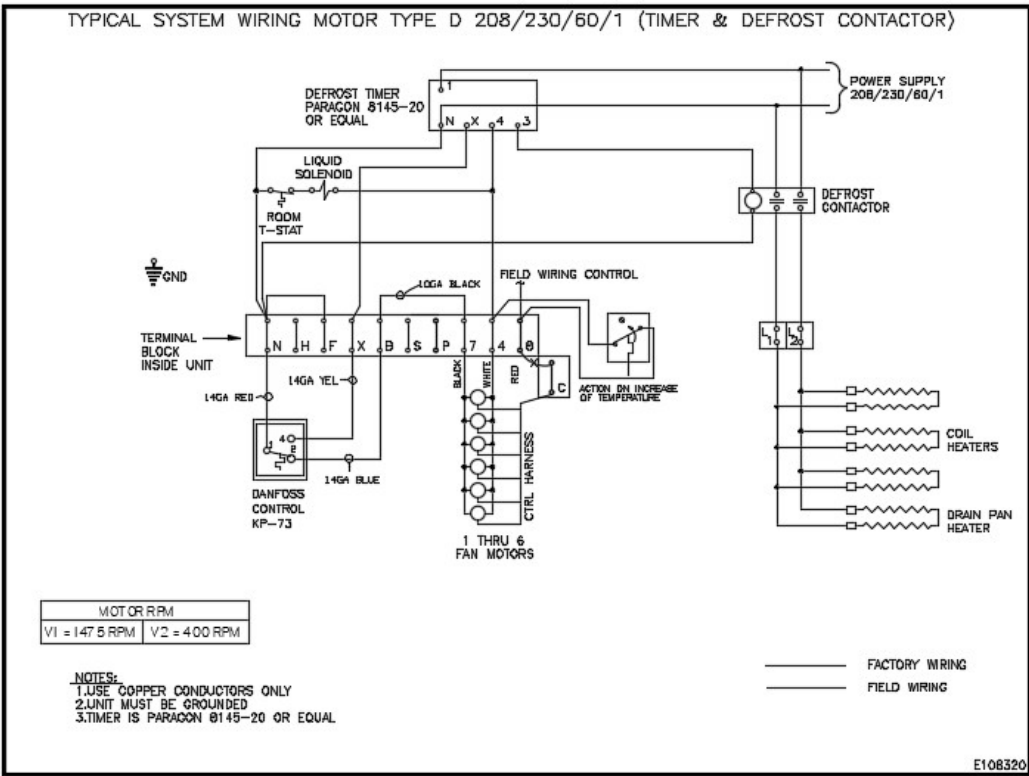 TYPICAL SYSTEM WIRING MOTOR TYPE D 208/230/60/1 (TIMER & DEFROST CONTACTOR)
DEFROST TIMER
PARAGON 8145-20
OR EQUAL
1
N X 4 3
POWER SUPPLY
208/230/60/1
LIQUID
SOLENOID
ROOM
T-STAT
DEFROST
CONTACTOR
GND
10GA BLACK
FIELD WIRING CONTROL
TERMINAL
BLOCK
INSIDE UNIT
N H F X B S P 7 4 8
C
L1 L2
BLACK
WHITE
RED
ACTION ON INCREASE
OF TEMPERATURE
14GA YEL
14GA RED
1
4
2
14GA BLUE
DANFOSS
CONTROL
KP-73
CTRL HARNESS
1 THRU 6
FAN MOTORS
COIL
HEATERS
DRAIN PAN
HEATER
MOTOR RPM
V1 = 1475 RPM V2 = 400 RPM
NOTES:
1.USE COPPER CONDUCTORS ONLY
2.UNIT MUST BE GROUNDED
3.TIMER IS PARAGON 8145-20 OR EQUAL
FACTORY WIRING
FIELD WIRING
E108320